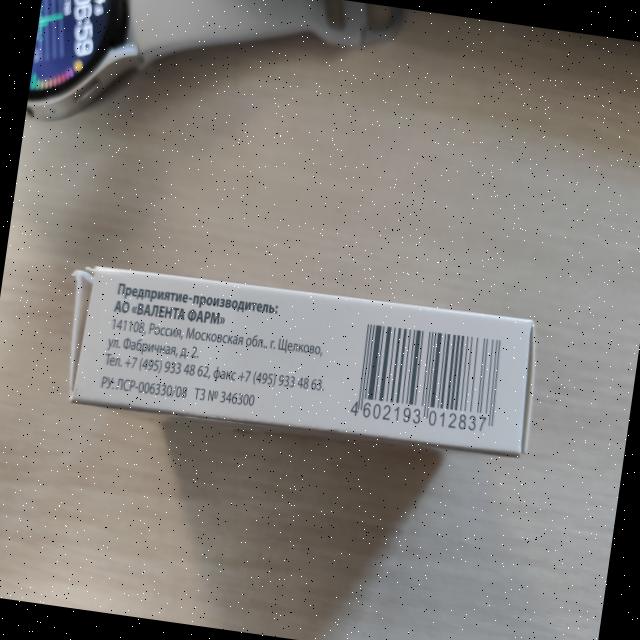 Предприятие-производитель:
АО «ВАЛЕНТА ФАРМ»
141108, Россия, Московская обл., г. Щелково,
ул. Фабричная, д. 2.
Тел. +7 (495) 933 48 62, факс +7 (495) 933 48 63.
РУ ЛСР-006330/08 ТЗ № 346300
4 602193 012837